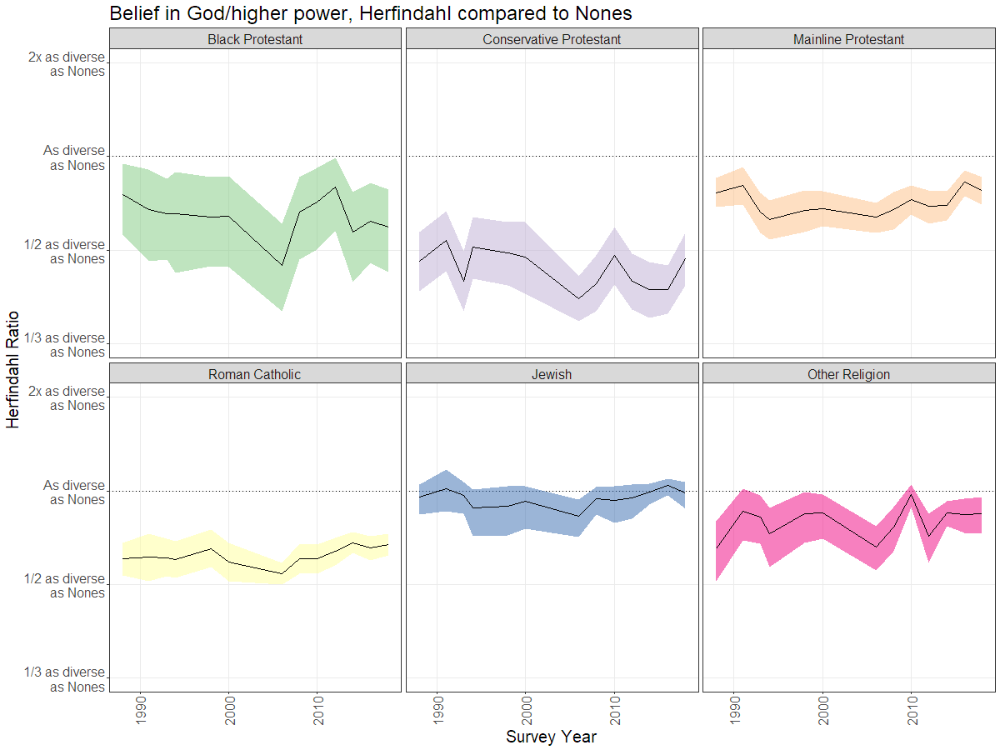 Belief in God/higher power, Herfindahl compared to Nones
Black Protestant
Conservative Protestant
Mainline Protestant
2x as diverse
as Nones
As diverse
as Nones
1/2 as diverse
as Nones
1/3 as diverse
as Nones
Herfindahl Ratio
Roman Catholic
Jewish
Other Religion
2x as diverse
as Nones
As diverse
as Nones
1/2 as diverse
as Nones
1/3 as diverse
as Nones
1990
2000
2010
1990
2000
2010
1990
2000
2010
Survey Year